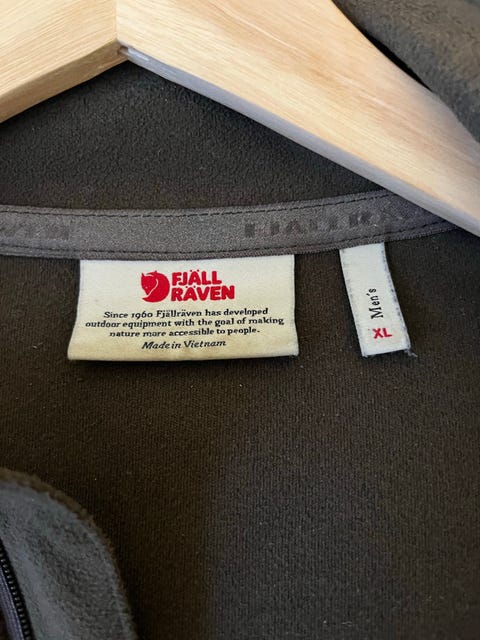 FJÄLLRÄV
FJÄLL
RÄVEN
Since 1960 Fjällräven has developed
outdoor equipment with the goal of making
nature more accessible to people.
Made in Vietnam
Men's
XL